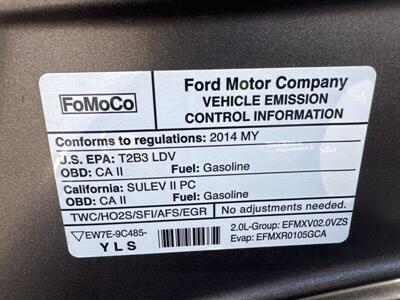 FoMoCo
Ford Motor Company
VEHICLE EMISSION
CONTROL INFORMATION
Conforms to regulations: 2014 MY
U.S. EPA: T2B3 LDV
OBD: CA II Fuel: Gasoline
California: SULEV II PC
OBD: CA II Fuel: Gasoline
TWC/HO2S/SFI/AFS/EGR No adjustments needed.
EW7E-9C485-
YLS
2.0L-Group: EFMXV02.0VZS
Evap: EFMXR0105GCA